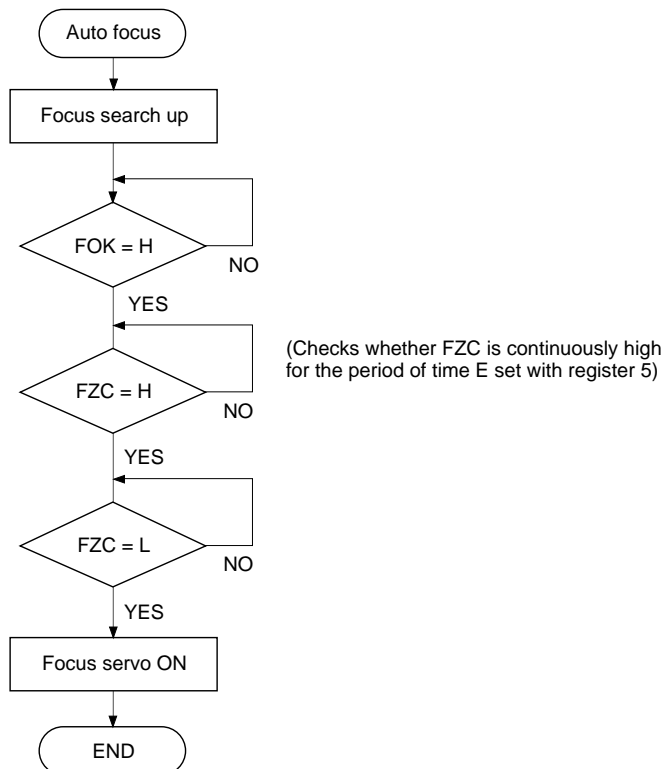 Auto focus
Focus search up
FOK = H
NO
YES
FZC = H
NO
(Checks whether FZC is continuously high
for the period of time E set with register 5)
YES
FZC = L
NO
YES
Focus servo ON
END